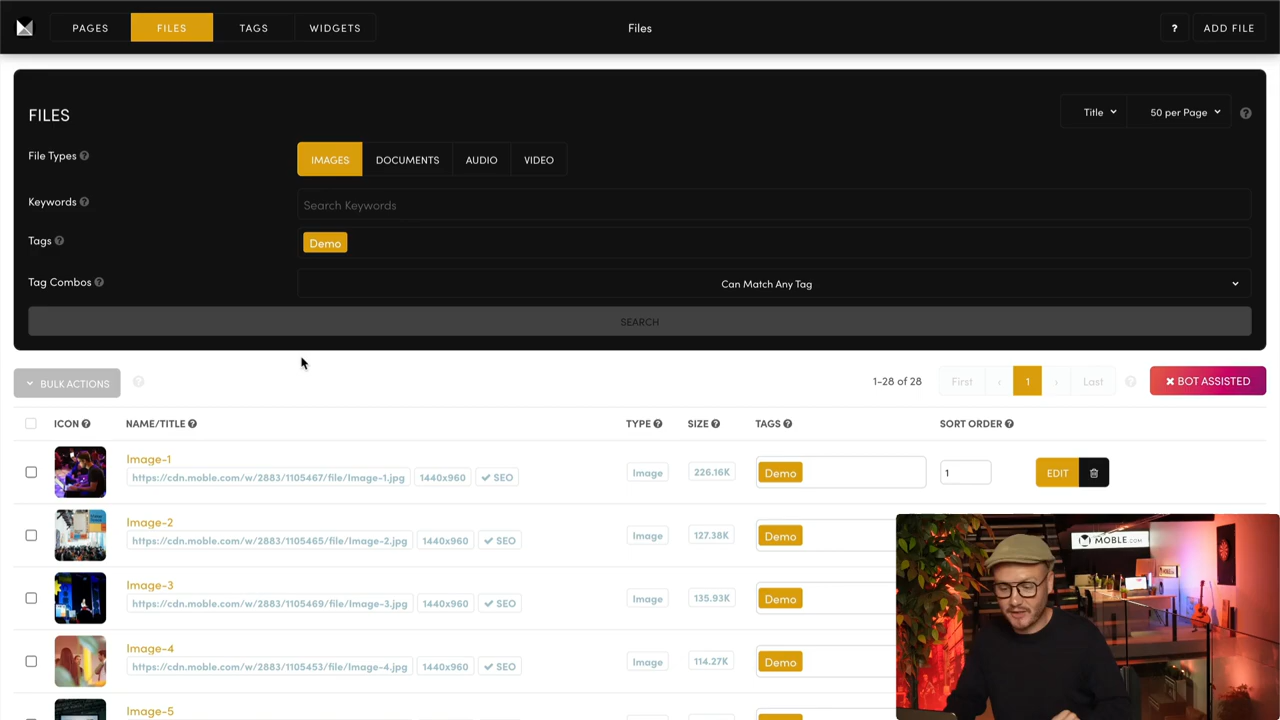 PAGES FILES TAGS WIDGETS Files ? ADD FILE
FILES Title 50 per Page ?
File Types ? IMAGES DOCUMENTS AUDIO VIDEO
Keywords ? Search Keywords
Tags ? Demo
Tag Combos ? Can Match Any Tag
SEARCH
BULK ACTIONS ? 1-28 of 28 First ‹ 1 › Last ? BOT ASSISTED
ICON ? NAME/TITLE ? TYPE ? SIZE ? TAGS ? SORT ORDER ?
Image-1
https://cdn.moble.com/w/2883/1105467/file/Image-1.jpg 1440x960 SEO Image 226.16K Demo 1 EDIT
Image-2
https://cdn.moble.com/w/2883/1105465/file/Image-2.jpg 1440x960 SEO Image 127.38K Demo
MOBLE.COM
Image-3
https://cdn.moble.com/w/2883/1105469/file/Image-3.jpg 1440x960 SEO Image 135.93K Demo
Image-4
https://cdn.moble.com/w/2883/1105453/file/Image-4.jpg 1440x960 SEO Image 114.27K Demo
Image-5